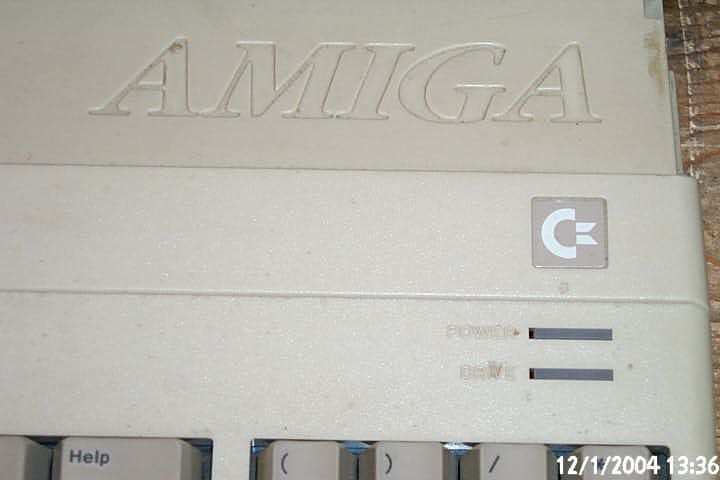 AMIGA
POWER
DRIVE
Help ( ) / *
12/1/2004 13:36